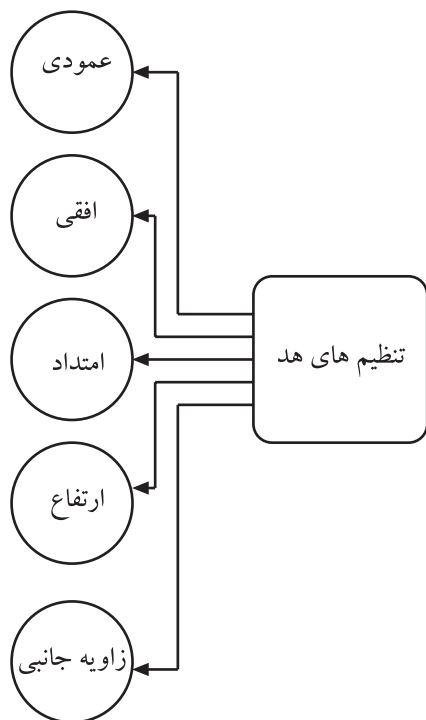 تنظیم های هد
عمودی
افقی
امتداد
ارتفاع
زاویه جانبی